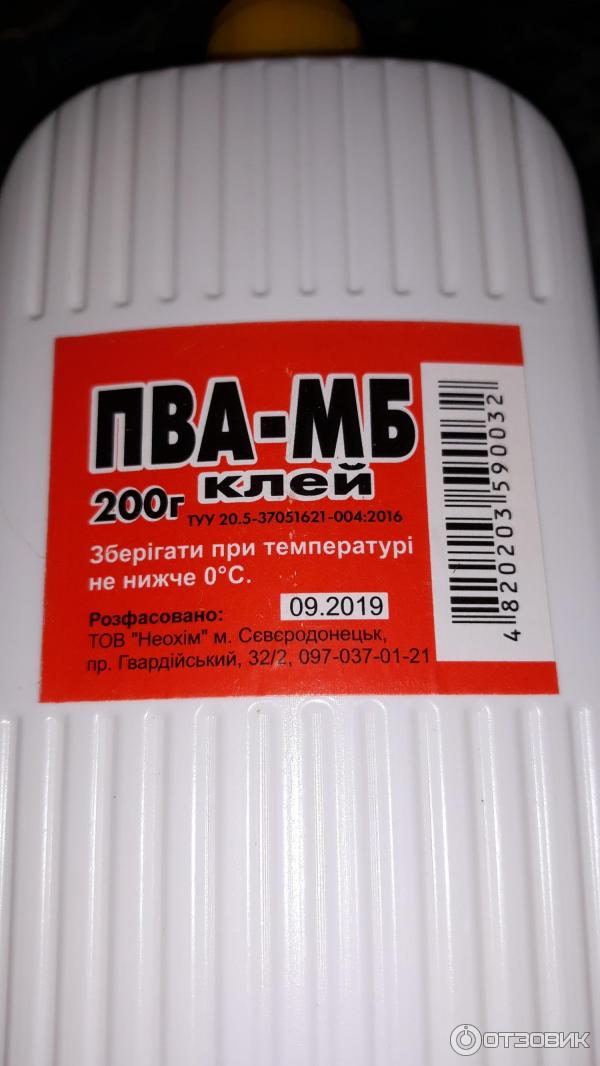 ПВА-МБ
клей
200г
ТУУ 20.5-37051621-004:2016
Зберігати при температурі
не нижче 0°С.
Розфасовано: 09.2019
ТОВ "Неохім" м. Сєвєродонецьк,
пр. Гвардійський, 32/2, 097-037-01-21
4820203590032
ОТЗОВИК